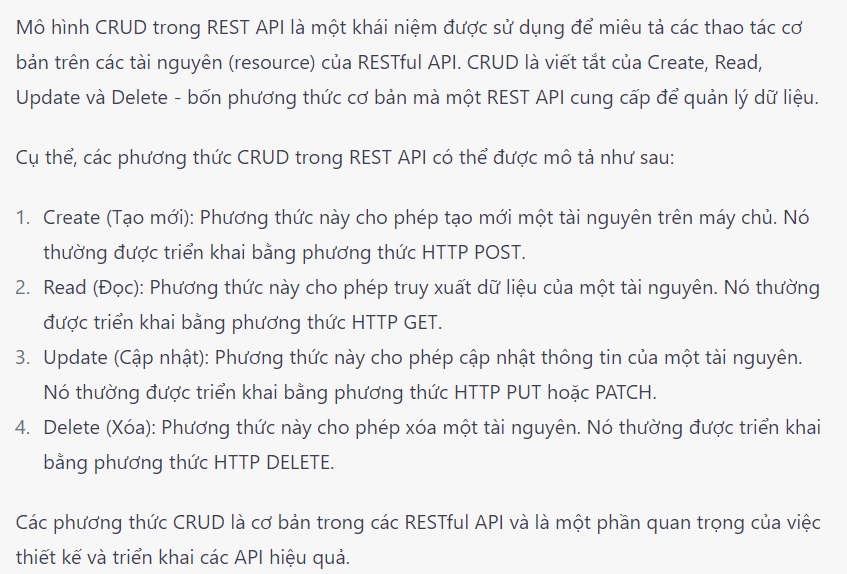 Mô hình CRUD trong REST API là một khái niệm được sử dụng để miêu tả các thao tác cơ
bản trên các tài nguyên (resource) của RESTful API. CRUD là viết tắt của Create, Read,
Update và Delete - bốn phương thức cơ bản mà một REST API cung cấp để quản lý dữ liệu.
Cụ thể, các phương thức CRUD trong REST API có thể được mô tả như sau:
1. Create (Tạo mới): Phương thức này cho phép tạo mới một tài nguyên trên máy chủ. Nó
thường được triển khai bằng phương thức HTTP POST.
2. Read (Đọc): Phương thức này cho phép truy xuất dữ liệu của một tài nguyên. Nó thường
được triển khai bằng phương thức HTTP GET.
3. Update (Cập nhật): Phương thức này cho phép cập nhật thông tin của một tài nguyên.
Nó thường được triển khai bằng phương thức HTTP PUT hoặc PATCH.
4. Delete (Xóa): Phương thức này cho phép xóa một tài nguyên. Nó thường được triển khai
bằng phương thức HTTP DELETE.
Các phương thức CRUD là cơ bản trong các RESTful API và là một phần quan trọng của việc
thiết kế và triển khai các API hiệu quả.